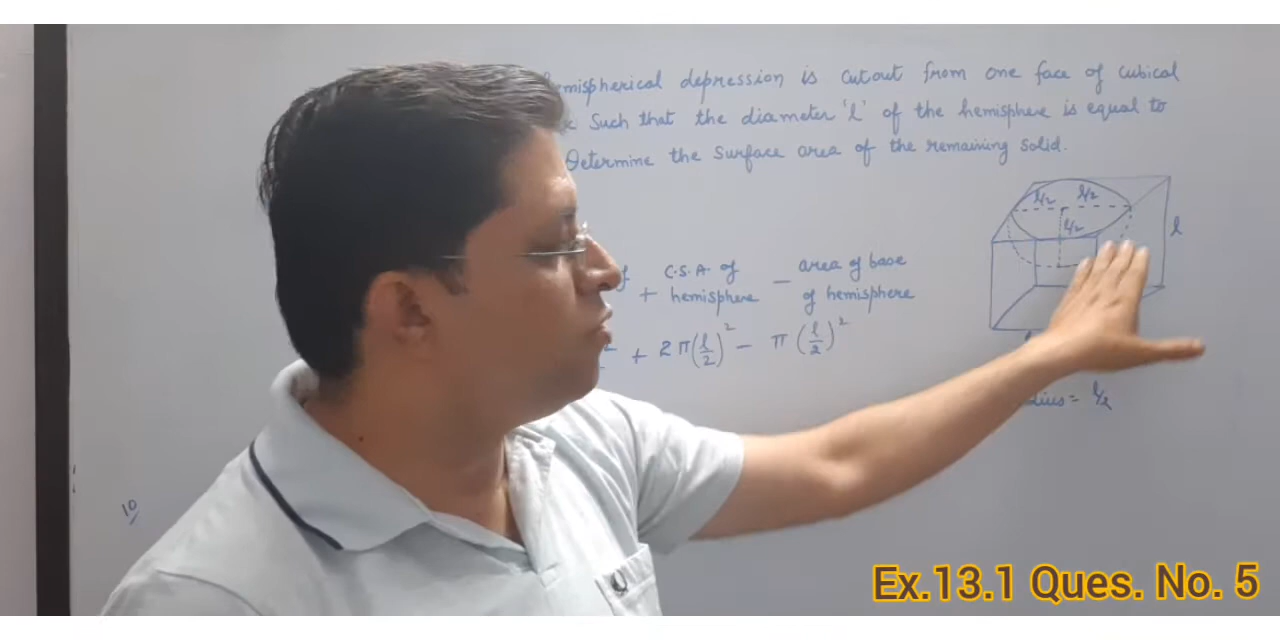 mispherical depression is cutout from one face of cubical
such that the diameter 'l' of the hemisphere is equal to
Determine the surface area of the remaining solid.
l/2 l/2
l/2
l
C.S.A. of - area of base
+ hemisphere of hemisphere
+ 2π(l/2)² - π(l/2)²
dius = l/2
10
Ex.13.1 Ques. No. 5